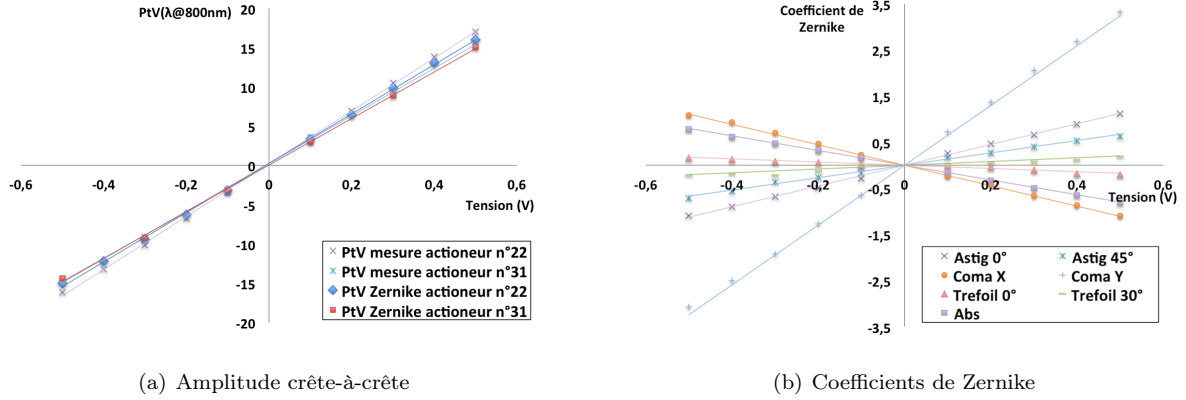 PtV(λ@800nm)
20
15
10
5
0
-5
-10
-15
-20
-0,6
-0,4
-0,2
0
0,2
0,4
0,6
Tension (V)
PtV mesure actioneur n°22
PtV mesure actioneur n°31
PtV Zernike actioneur n°22
PtV Zernike actioneur n°31
(a) Amplitude crête-à-crête
Coefficient de
Zernike
3,5
2,5
1,5
0,5
-0,5
-1,5
-2,5
-3,5
-0,6
-0,4
-0,2
0
0,2
0,4
0,6
Tension (V)
Astig 0°
Astig 45°
Coma X
Coma Y
Trefoil 0°
Trefoil 30°
Abs
(b) Coefficients de Zernike